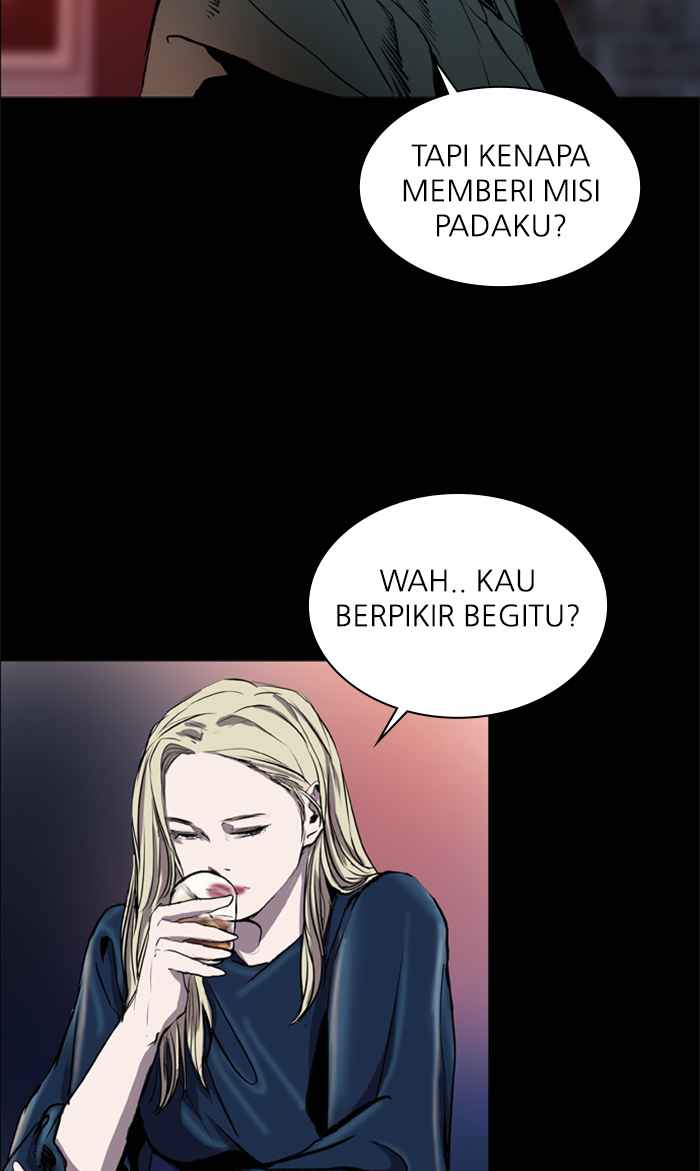 TAPI KENAPA
MEMBERI MISI
PADAKU?
WAH.. KAU
BERPIKIR BEGITU?